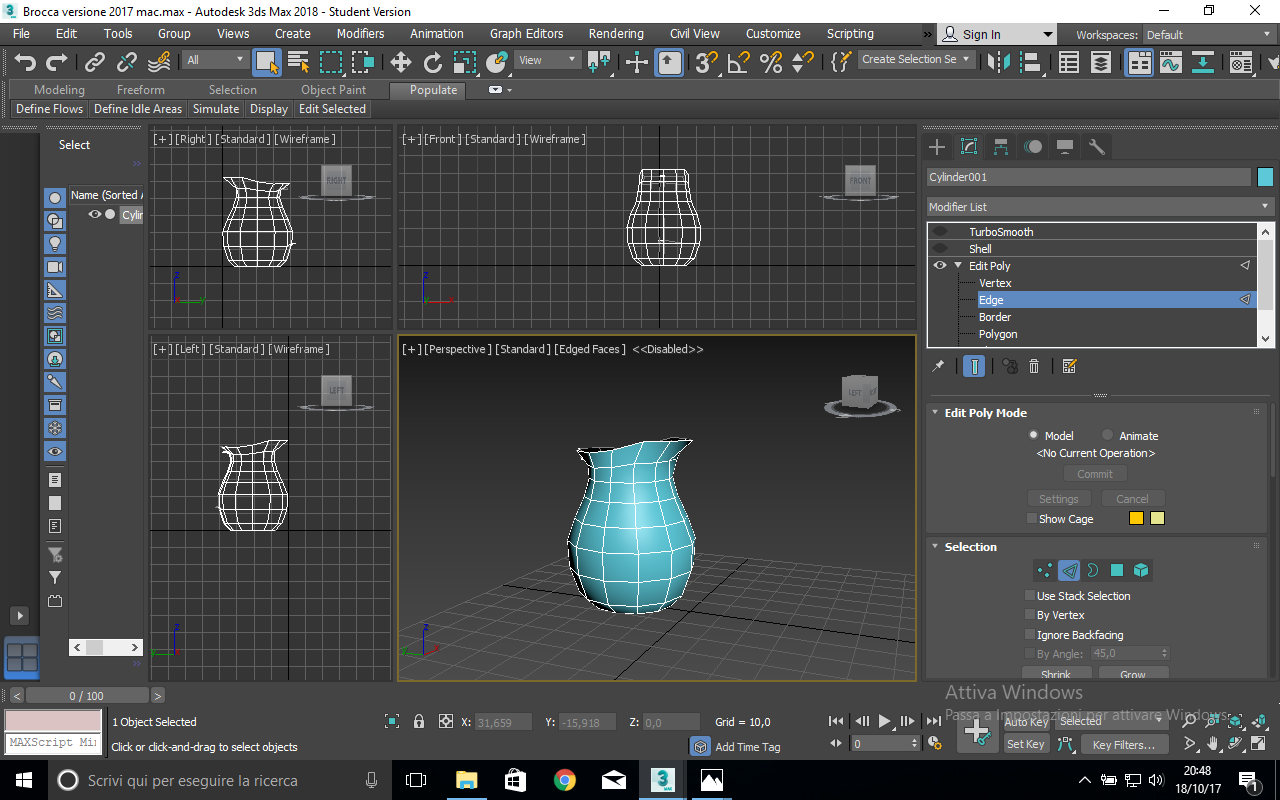 Brocca versione 2017 mac.max - Autodesk 3ds Max 2018 - Student Version
File Edit Tools Group Views Create Modifiers Animation Graph Editors Rendering Civil View Customize Scripting » Sign In Workspaces: Default
All View Create Selection Se
Modeling Freeform Selection Object Paint Populate
Define Flows Define Idle Areas Simulate Display Edit Selected
Select
Name (Sorted A
Cylin
[+] [Right] [Standard] [Wireframe]
RIGHT
[+] [Front] [Standard] [Wireframe]
FRONT
[+] [Left] [Standard] [Wireframe]
LEFT
[+] [Perspective] [Standard] [Edged Faces] <<Disabled>>
LEFT
Cylinder001
Modifier List
TurboSmooth
Shell
Edit Poly
Vertex
Edge
Border
Polygon
Edit Poly Mode
Model Animate
<No Current Operation>
Commit
Settings Cancel
Show Cage
Selection
Use Stack Selection
By Vertex
Ignore Backfacing
By Angle: 45,0
Shrink Grow
Attiva Windows
Passa a Impostazioni per attivare Windows.
0 / 100
1 Object Selected
X: 31,659 Y: -15,918 Z: 0,0 Grid = 10,0
Auto Key Selected
MAXScript Mi
Click or click-and-drag to select objects
Add Time Tag
0
Set Key Key Filters...
Scrivi qui per eseguire la ricerca
3 MAX
20:48
18/10/17
1